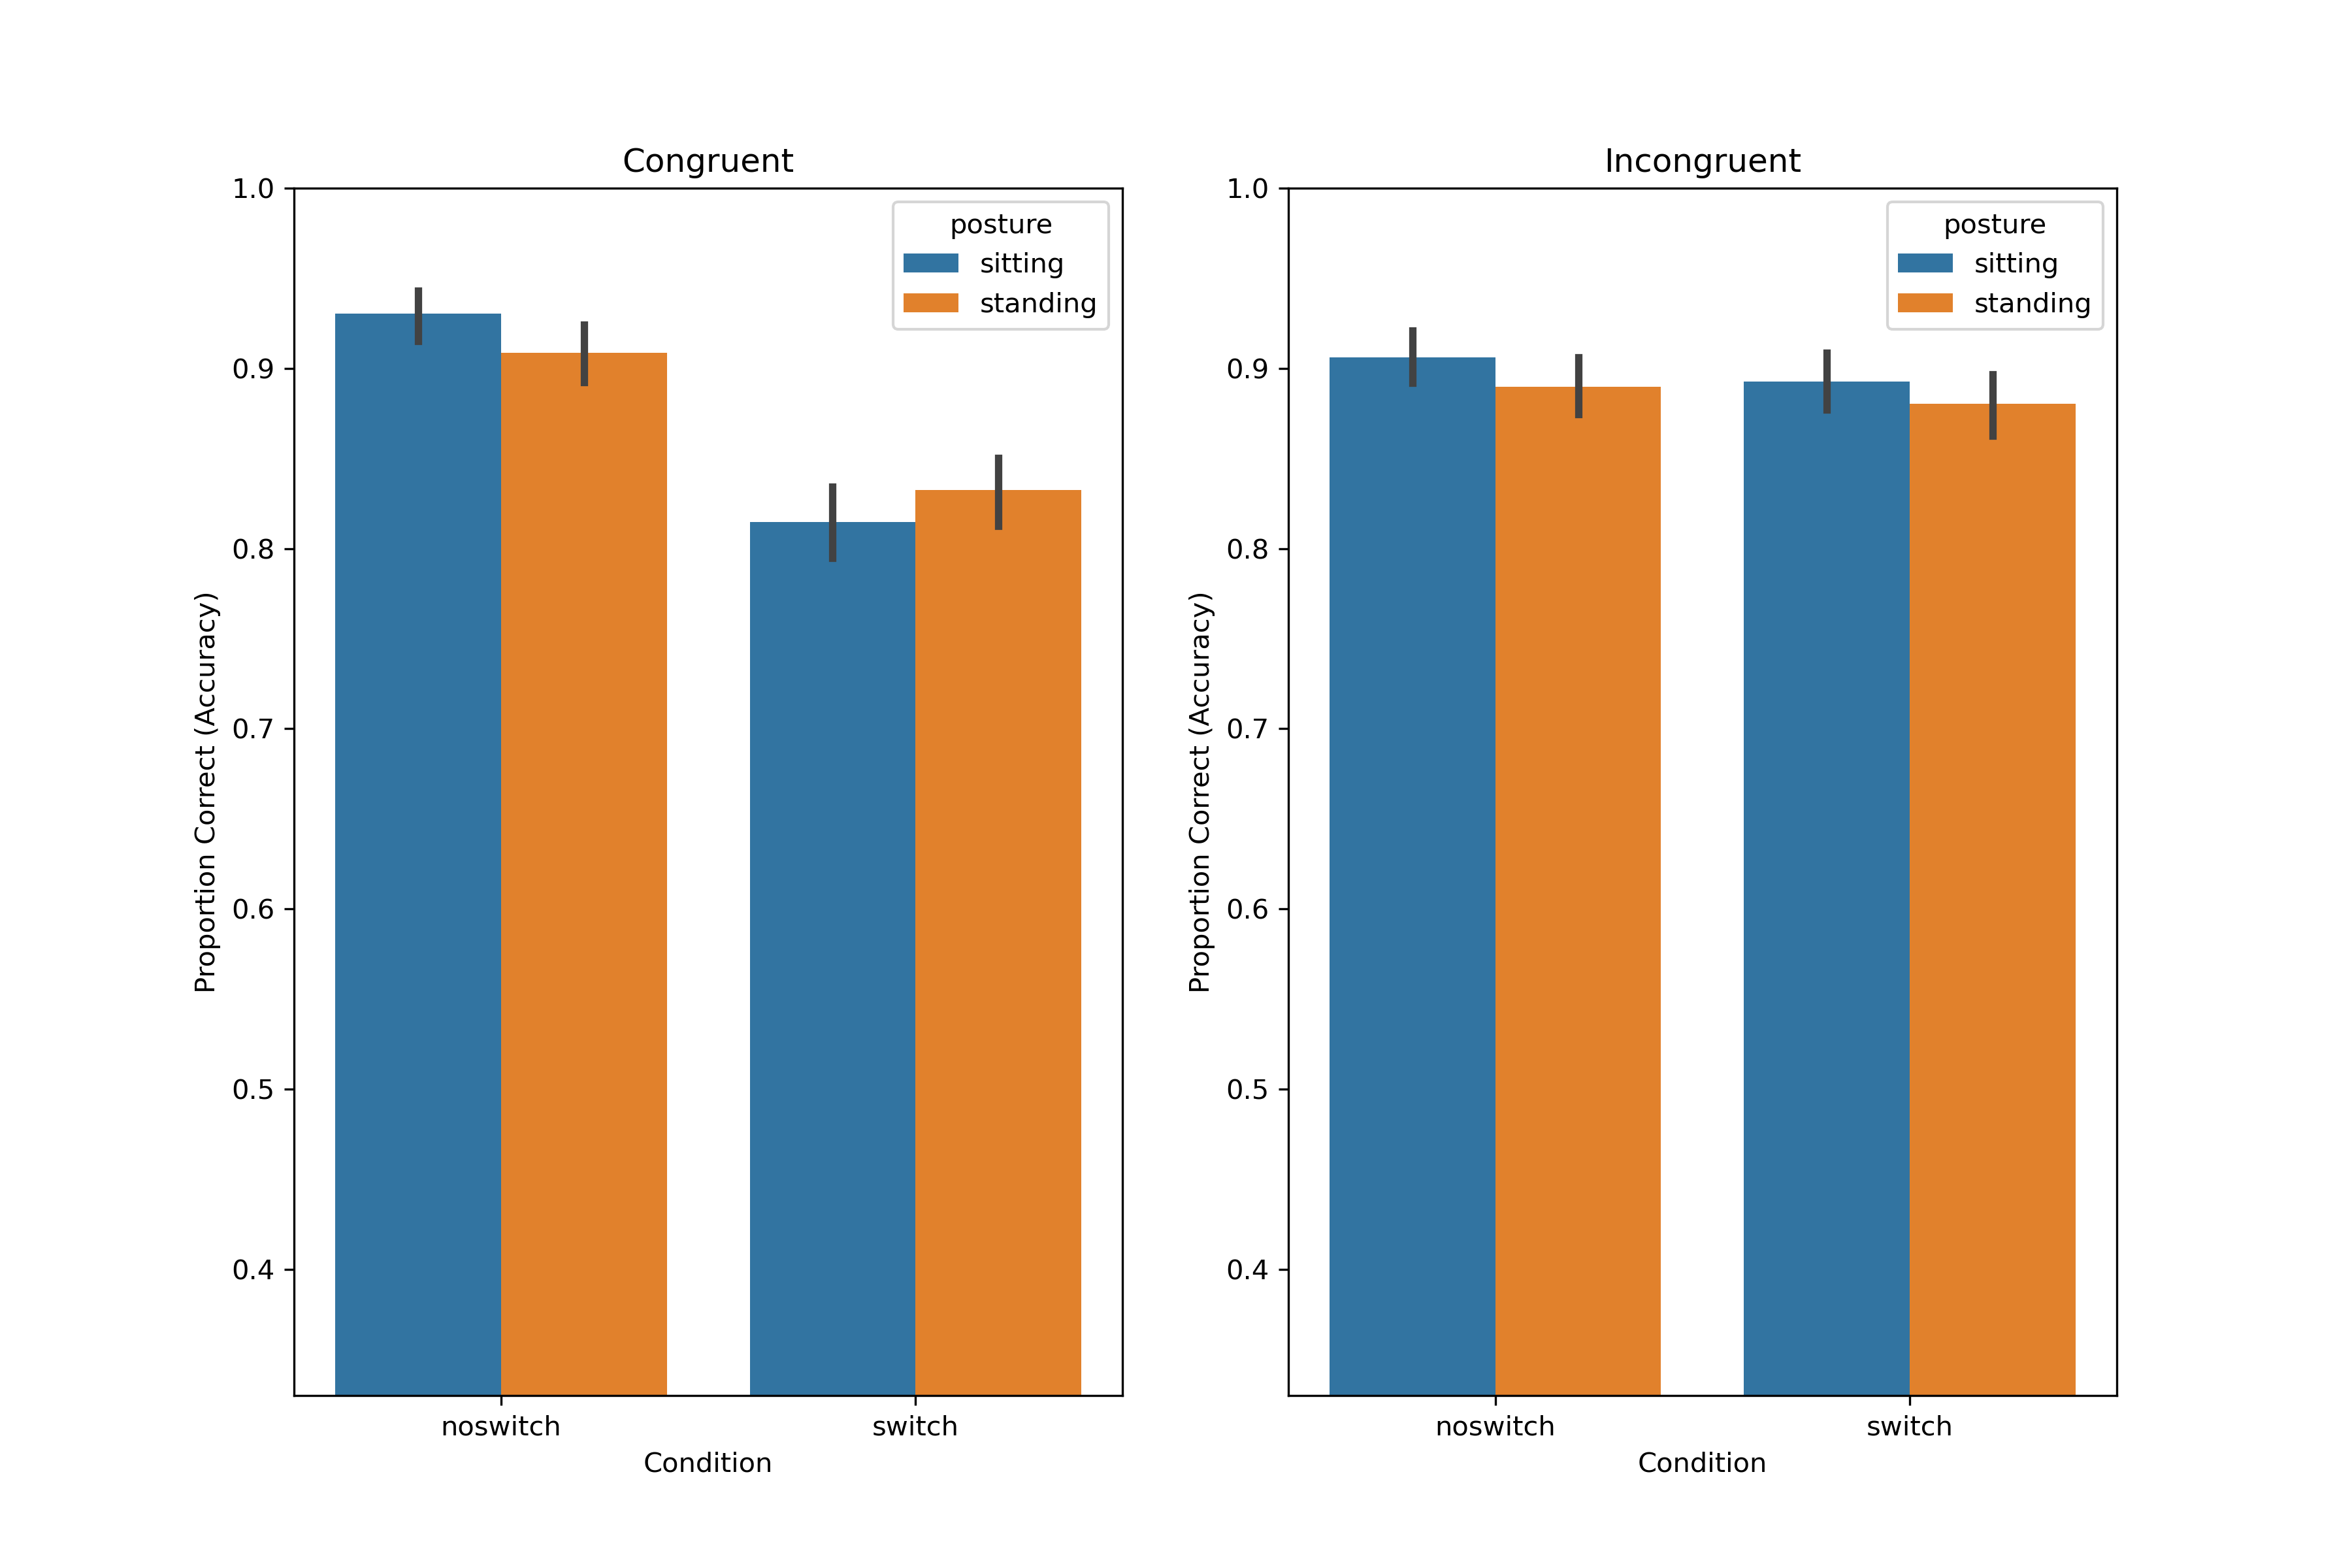 Congruent
1.0
0.9
0.8
0.7
0.6
0.5
0.4
Proportion Correct (Accuracy)
posture
sitting
standing
noswitch
switch
Condition
Incongruent
1.0
0.9
0.8
0.7
0.6
0.5
0.4
Proportion Correct (Accuracy)
posture
sitting
standing
noswitch
switch
Condition